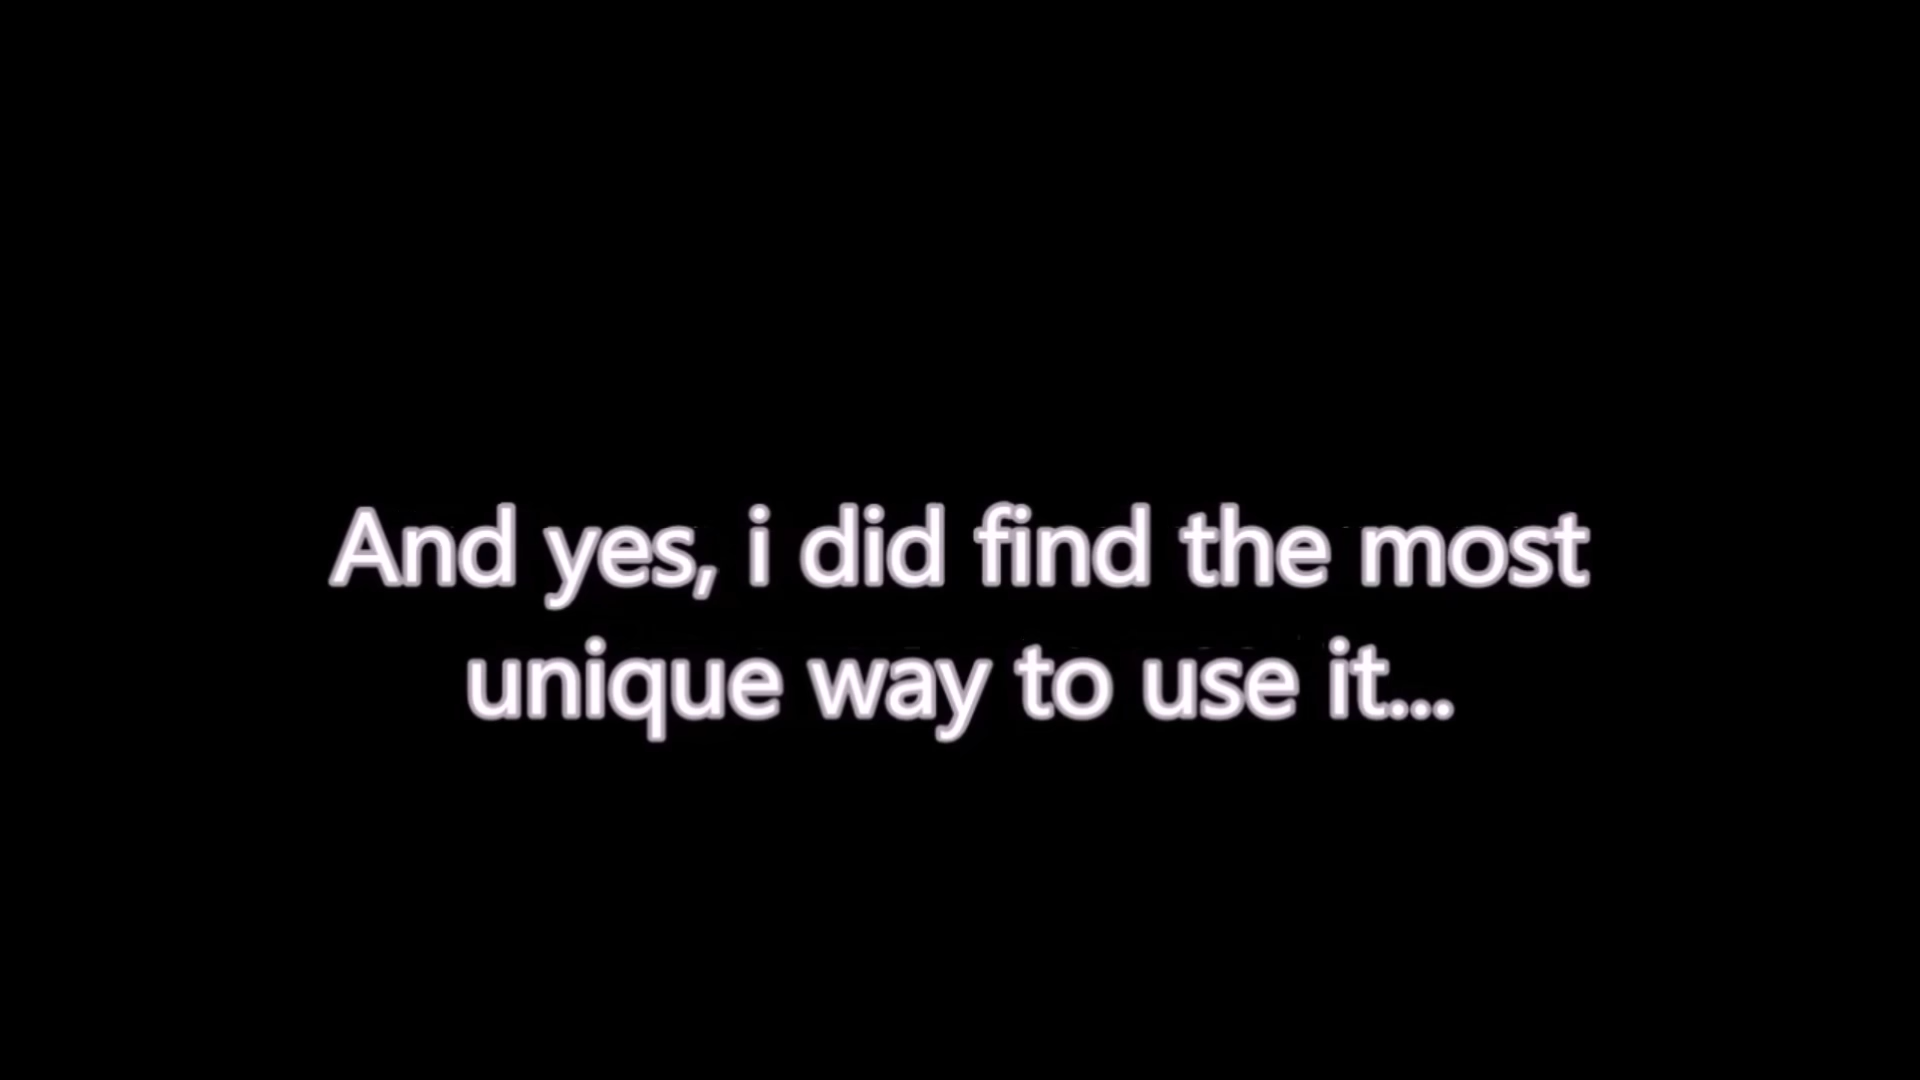 And yes, i did find the most
unique way to use it...